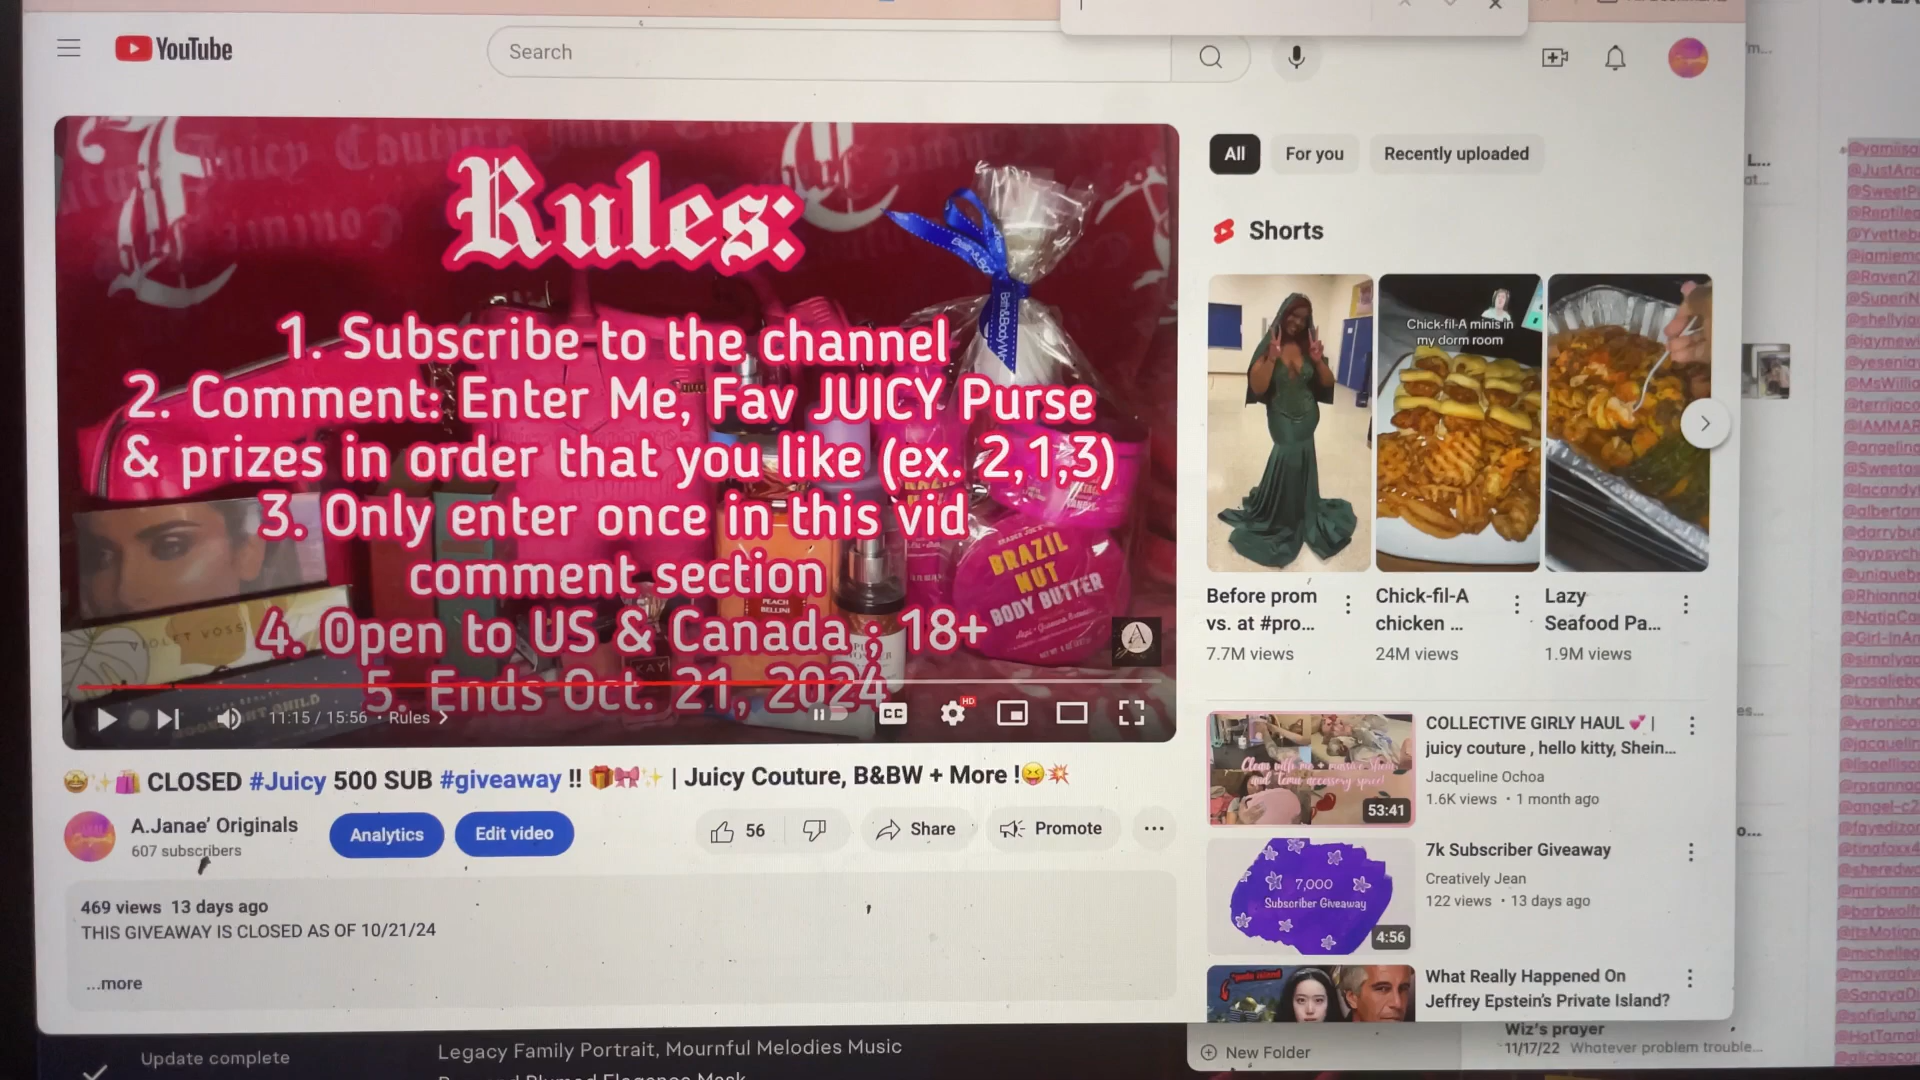 YouTube
Search
Rules:
1. Subscribe to the channel
2. Comment: Enter Me, Fav JUICY Purse
& prizes in order that you like (ex. 2,1,3)
3. Only enter once in this vid
comment section
4. Open to US & Canada ; 18+
5. Ends Oct. 21, 2024
BRAZIL
NUT
BODY BUTTER
PEACH
BELLINI
VIOLET VOSS
KAY
A
11:15 / 15:56 • Rules
CC
HD
🤩✨🛍️ CLOSED #Juicy 500 SUB #giveaway !! 🎁🎀✨ | Juicy Couture, B&BW + More !😝💥
A.Janae’ Originals
607 subscribers
Analytics
Edit video
56
Share
Promote
469 views 13 days ago
THIS GIVEAWAY IS CLOSED AS OF 10/21/24
...more
All
For you
Recently uploaded
Shorts
Chick-fil-A minis in
my dorm room
Before prom
vs. at #pro...
7.7M views
Chick-fil-A
chicken ...
24M views
Lazy
Seafood Pa...
1.9M views
53:41
COLLECTIVE GIRLY HAUL 💕 |
juicy couture , hello kitty, Shein...
Jacqueline Ochoa
1.6K views • 1 month ago
7,000
Subscriber Giveaway
4:56
7k Subscriber Giveaway
Creatively Jean
122 views • 13 days ago
What Really Happened On
Jeffrey Epstein’s Private Island?
Update complete
Legacy Family Portrait, Mournful Melodies Music
New Folder
Wiz’s prayer
11/17/22 Whatever problem trouble...